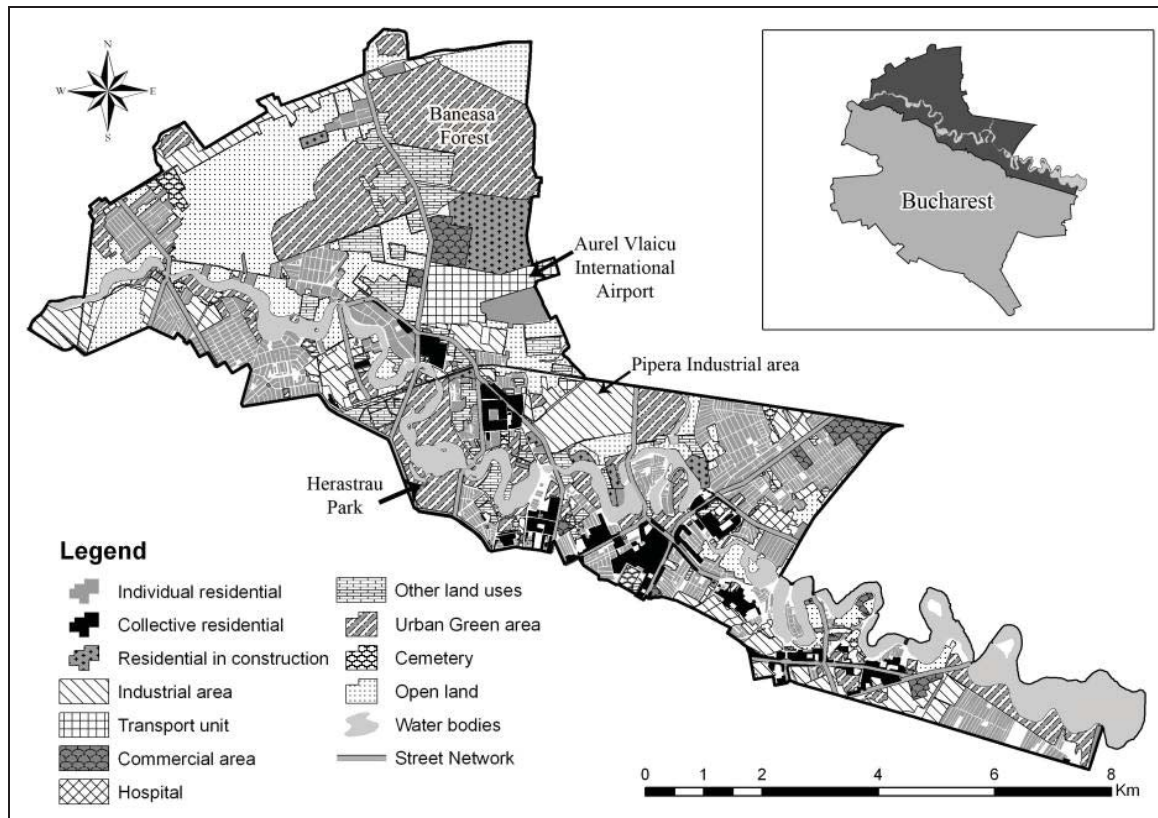 N
W
E
S
Baneasa
Forest
Bucharest
Aurel Vlaicu
International
Airport
Pipera Industrial area
Herastrau
Park
Legend
Individual residential
Collective residential
Residential in construction
Industrial area
Transport unit
Commercial area
Hospital
Other land uses
Urban Green area
Cemetery
Open land
Water bodies
Street Network
0 1 2 4 6 8
Km